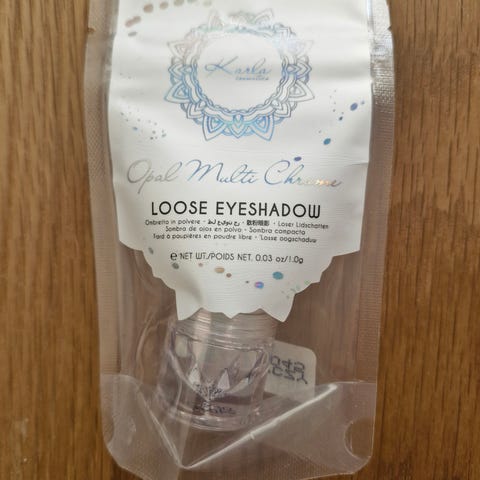 Karla
cosmetics
Opal Multi Chrome
LOOSE EYESHADOW
Ombretto in polvere • • 散粉眼影 • Loser Lidschatten
Sombra de ojos en polvo • Sombra compacta
Fard à paupières en poudre libre • Losse oogschaduw
e NET WT./POIDS NET. 0.03 oz/1.0g